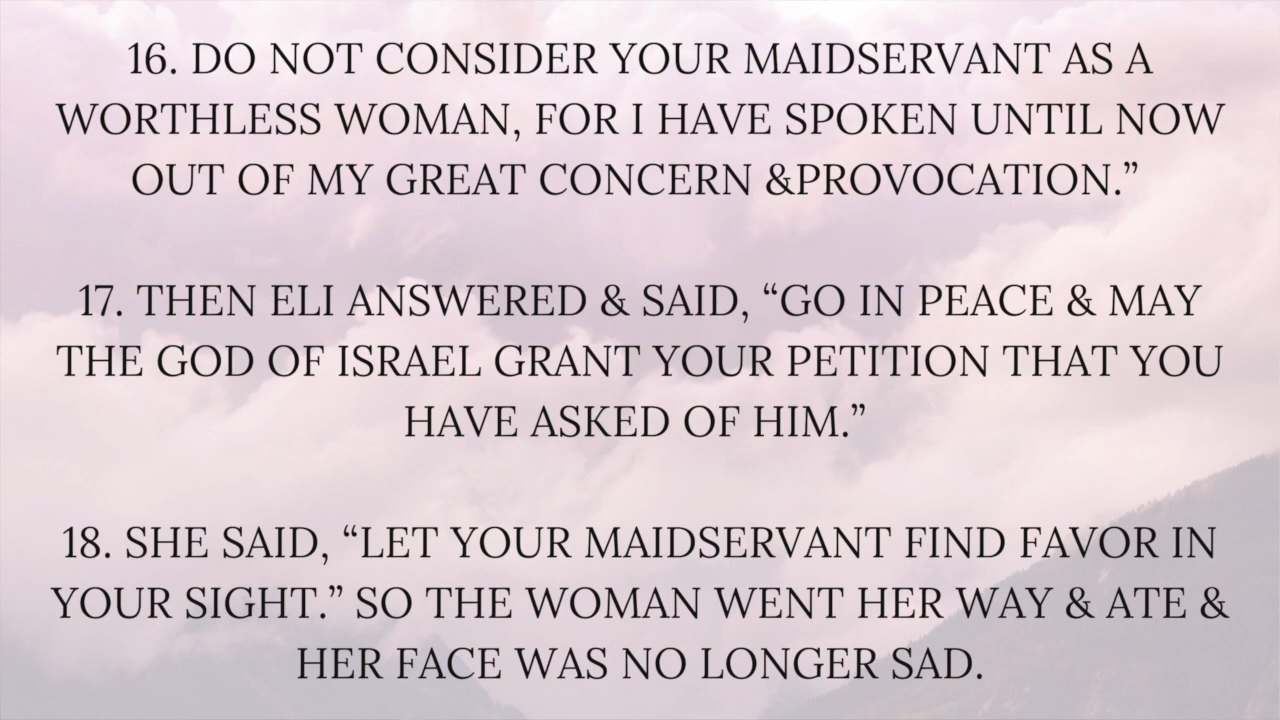 16. DO NOT CONSIDER YOUR MAIDSERVANT AS A
WORTHLESS WOMAN, FOR I HAVE SPOKEN UNTIL NOW
OUT OF MY GREAT CONCERN &PROVOCATION.”
17. THEN ELI ANSWERED & SAID, “GO IN PEACE & MAY
THE GOD OF ISRAEL GRANT YOUR PETITION THAT YOU
HAVE ASKED OF HIM.”
18. SHE SAID, “LET YOUR MAIDSERVANT FIND FAVOR IN
YOUR SIGHT.” SO THE WOMAN WENT HER WAY & ATE &
HER FACE WAS NO LONGER SAD.